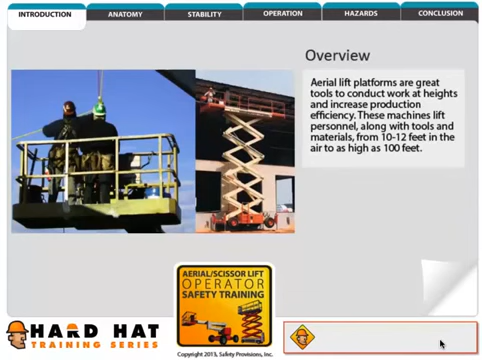 INTRODUCTION
ANATOMY
STABILITY
OPERATION
HAZARDS
CONCLUSION
Overview
Aerial lift platforms are great
tools to conduct work at heights
and increase production
efficiency. These machines lift
personnel, along with tools and
materials, from 10-12 feet in the
air to as high as 100 feet.
HARD HAT
TRAINING SERIES
AERIAL/SCISSOR LIFT
OPERATOR
SAFETY TRAINING
Copyright 2013, Safety Provisions, Inc.